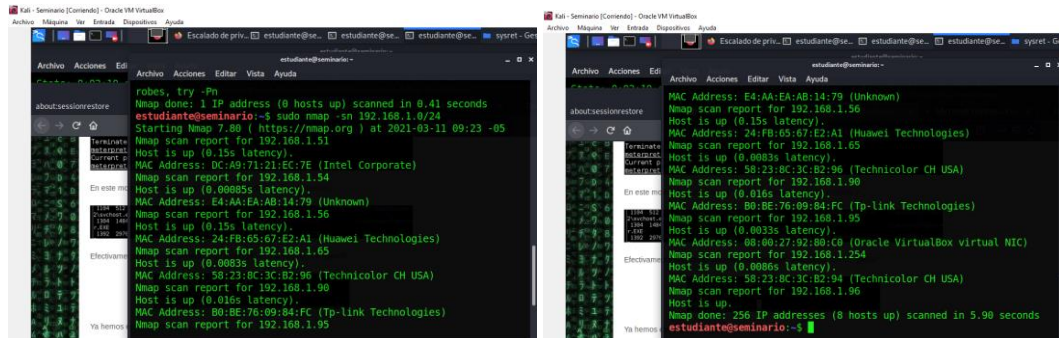 Kali - Seminario [Corriendo] - Oracle VM VirtualBox
Archivo Máquina Ver Entrada Dispositivos Ayuda
Escalado de priv... estudiante@se... estudiante@se... estudiante@se... sysret - Ge
estudiante@seminario: ~
Archivo Acciones Edi
Archivo Acciones Editar Vista Ayuda
about:sessionrestore
robes, try -Pn
Nmap done: 1 IP address (0 hosts up) scanned in 0.41 seconds
estudiante@seminario:~$ sudo nmap -sn 192.168.1.0/24
Starting Nmap 7.80 ( https://nmap.org ) at 2021-03-11 09:23 -05
Nmap scan report for 192.168.1.51
Host is up (0.15s latency).
MAC Address: DC:A9:71:21:EC:7E (Intel Corporate)
Nmap scan report for 192.168.1.54
Host is up (0.00085s latency).
MAC Address: E4:AA:EA:AB:14:79 (Unknown)
Nmap scan report for 192.168.1.56
Host is up (0.15s latency).
MAC Address: 24:FB:65:67:E2:A1 (Huawei Technologies)
Nmap scan report for 192.168.1.65
Host is up (0.0083s latency).
MAC Address: 58:23:8C:3C:B2:96 (Technicolor CH USA)
Nmap scan report for 192.168.1.90
Host is up (0.016s latency).
MAC Address: B0:BE:76:09:84:FC (Tp-link Technologies)
Nmap scan report for 192.168.1.95
Terminate
meterpret
Current p
meterpret
En este mo
Efectivame
Ya hemos
Kali - Seminario [Corriendo] - Oracle VM VirtualBox
Archivo Máquina Ver Entrada Dispositivos Ayuda
Escalado de priv... estudiante@se... estudiante@se... estudiante@se... sysret - Ge
estudiante@seminario: ~
Archivo Acciones Edi
Archivo Acciones Editar Vista Ayuda
about:sessionrestore
MAC Address: E4:AA:EA:AB:14:79 (Unknown)
Nmap scan report for 192.168.1.56
Host is up (0.15s latency).
MAC Address: 24:FB:65:67:E2:A1 (Huawei Technologies)
Nmap scan report for 192.168.1.65
Host is up (0.0083s latency).
MAC Address: 58:23:8C:3C:B2:96 (Technicolor CH USA)
Nmap scan report for 192.168.1.90
Host is up (0.016s latency).
MAC Address: B0:BE:76:09:84:FC (Tp-link Technologies)
Nmap scan report for 192.168.1.95
Host is up (0.0033s latency).
MAC Address: 08:00:27:92:80:C0 (Oracle VirtualBox virtual NIC)
Nmap scan report for 192.168.1.254
Host is up (0.0086s latency).
MAC Address: 58:23:8C:3C:B2:94 (Technicolor CH USA)
Nmap scan report for 192.168.1.96
Host is up.
Nmap done: 256 IP addresses (8 hosts up) scanned in 5.90 seconds
estudiante@seminario:~$
Terminate
meterpret
Current p
meterpret
En este mo
Efectivame
Ya hemos